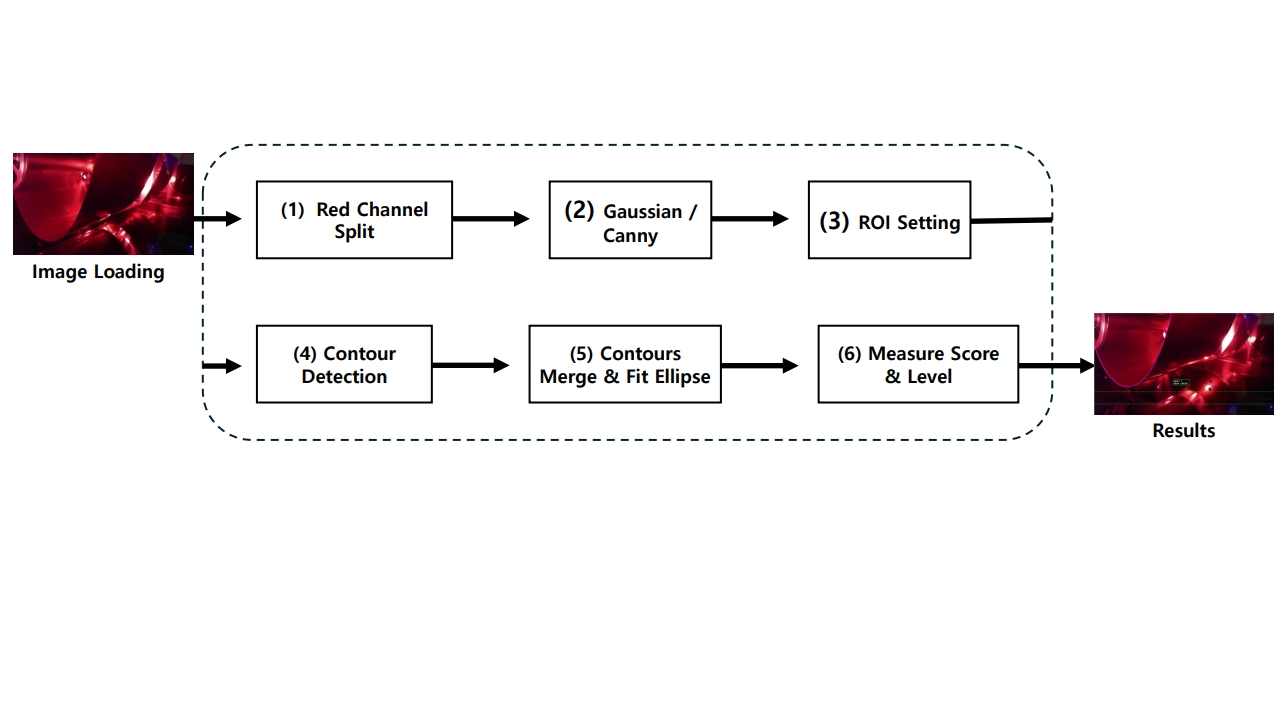 (1) Red Channel
Split
(2) Gaussian /
Canny
(3) ROI Setting
Image Loading
(4) Contour
Detection
(5) Contours
Merge & Fit Ellipse
(6) Measure Score
& Level
Results